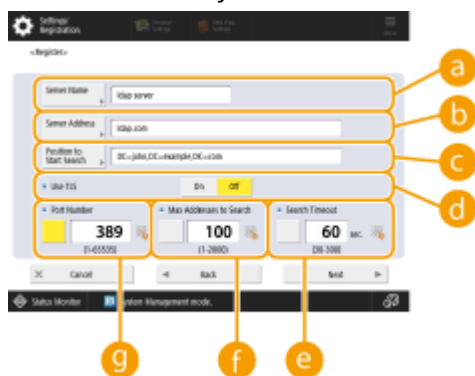 Settings/
Registration
Personal
Settings
Menu
<Register>
Server Name
ldap server
a
Server Address
ldap.com
b
Position to
Start Search
DC=john,DC=example,DC=com
c
Use TLS
On
Off
d
Port Number
389
(1-65535)
Max Addresses to Search
100
(1-2000)
Search Timeout
60
sec.
(30-300)
Cancel
Back
Next
Status Monitor
System Management mode.
g
f
e